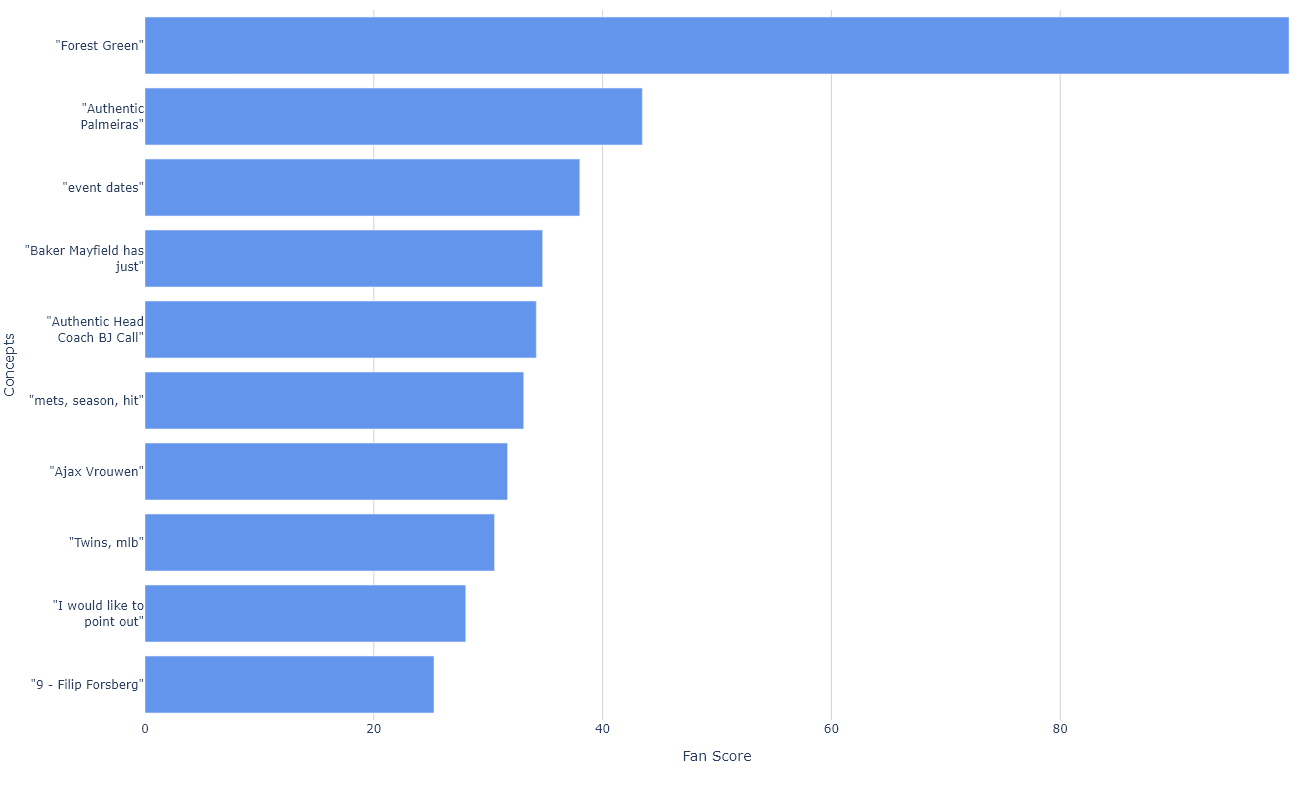 "Forest Green"
"Authentic
Palmeiras"
"event dates"
"Baker Mayfield has
just"
"Authentic Head
Coach BJ Call"
"mets, season, hit"
"Ajax Vrouwen"
"Twins, mlb"
"I would like to
point out"
"9 - Filip Forsberg"
Concepts
0 20 40 60 80
Fan Score